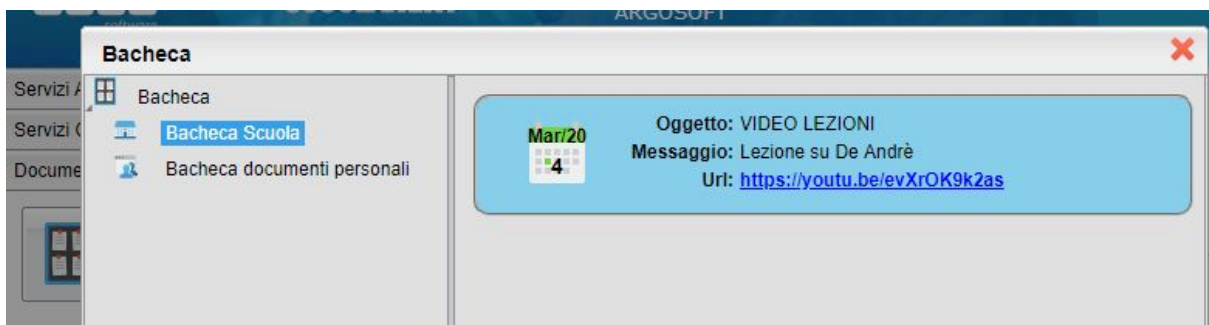 software
ARGOSOFT
Bacheca
Servizi
Bacheca
Servizi
Bacheca Scuola
Docume
Bacheca documenti personali
Mar/20
4
Oggetto: VIDEO LEZIONI
Messaggio: Lezione su De Andrè
Url: https://youtu.be/evXrOK9k2as